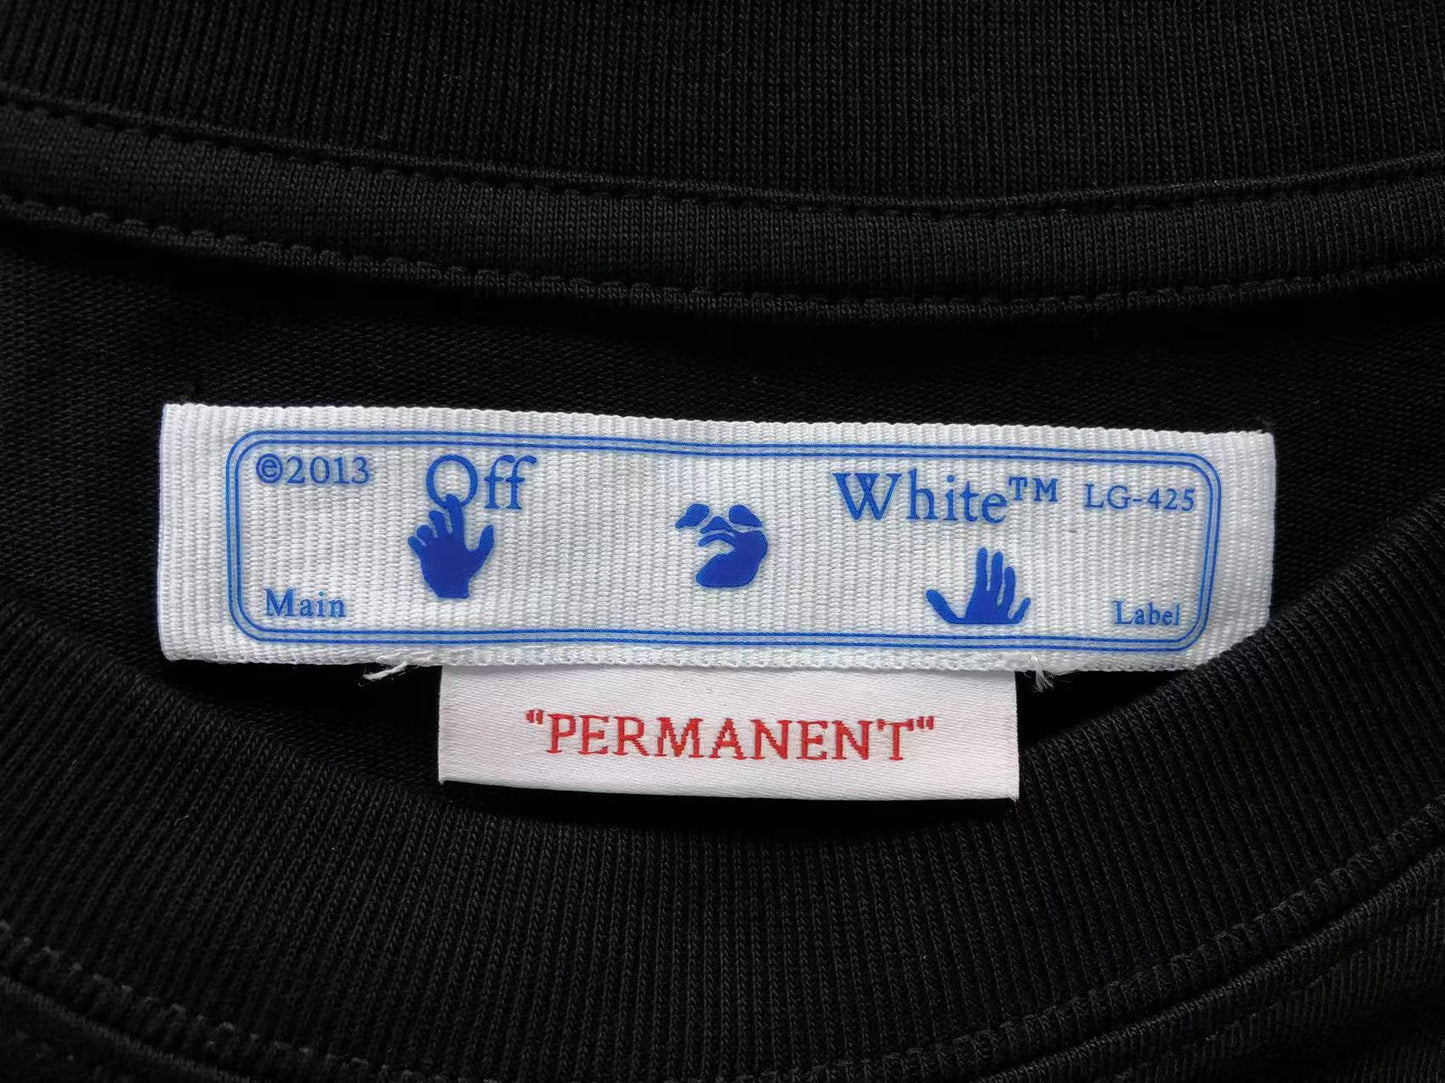 ©2013 Off White™ LG-425
Main Label
"PERMANENT"